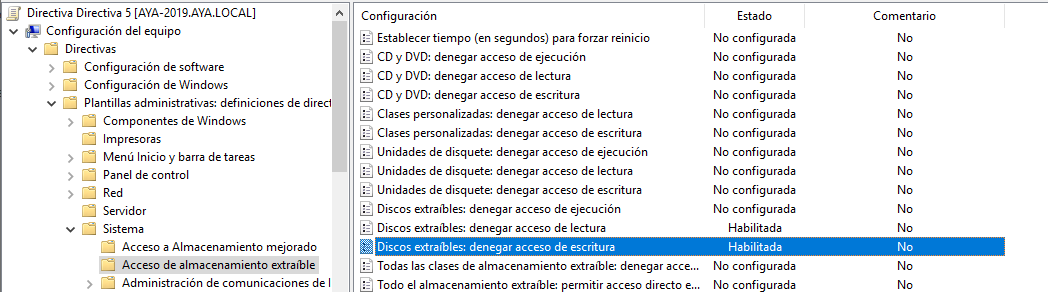 Directiva Directiva 5 [AYA-2019.AYA.LOCAL]
Configuración del equipo
Directivas
Configuración de software
Configuración de Windows
Plantillas administrativas: definiciones de direct
Componentes de Windows
Impresoras
Menú Inicio y barra de tareas
Panel de control
Red
Servidor
Sistema
Acceso a Almacenamiento mejorado
Acceso de almacenamiento extraíble
Administración de comunicaciones de I
Configuración Estado Comentario
Establecer tiempo (en segundos) para forzar reinicio No configurada No
CD y DVD: denegar acceso de ejecución No configurada No
CD y DVD: denegar acceso de lectura No configurada No
CD y DVD: denegar acceso de escritura No configurada No
Clases personalizadas: denegar acceso de lectura No configurada No
Clases personalizadas: denegar acceso de escritura No configurada No
Unidades de disquete: denegar acceso de ejecución No configurada No
Unidades de disquete: denegar acceso de lectura No configurada No
Unidades de disquete: denegar acceso de escritura No configurada No
Discos extraíbles: denegar acceso de ejecución No configurada No
Discos extraíbles: denegar acceso de lectura Habilitada No
Discos extraíbles: denegar acceso de escritura Habilitada No
Todas las clases de almacenamiento extraíble: denegar acce... No configurada No
Todo el almacenamiento extraíble: permitir acceso directo e... No configurada No